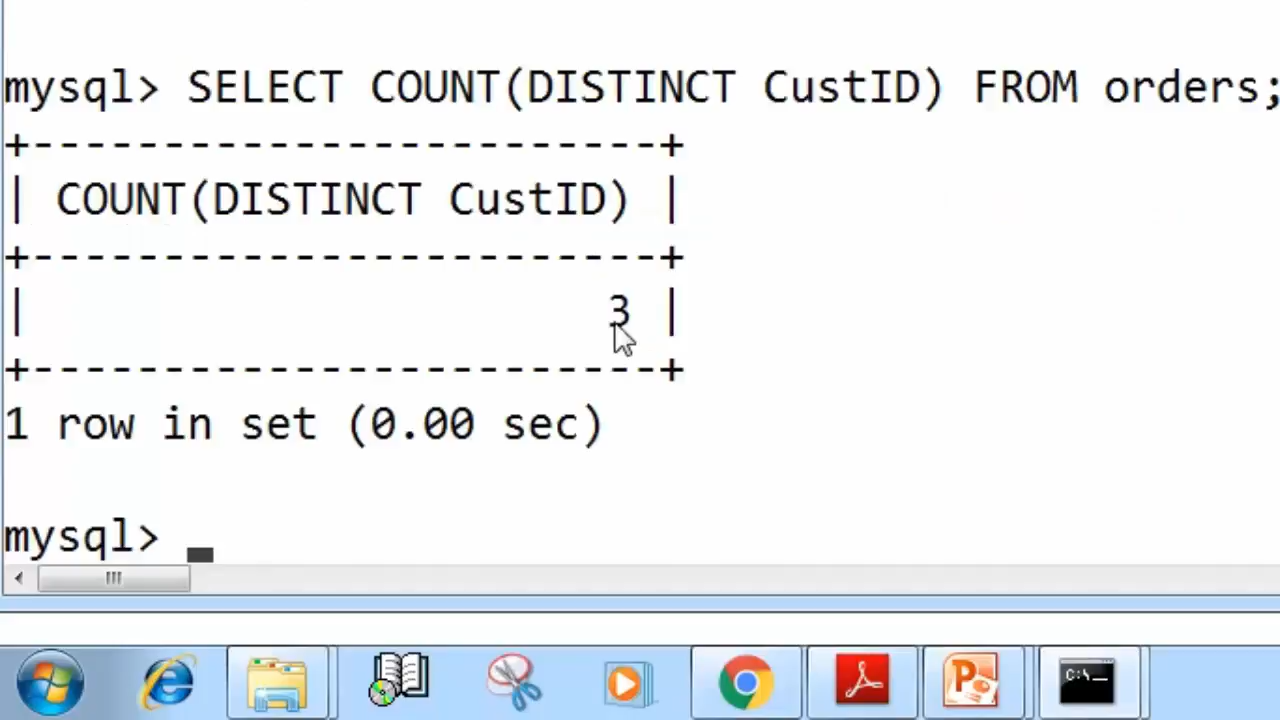 mysql> SELECT COUNT(DISTINCT CustID) FROM orders;
+-------------------------+
| COUNT(DISTINCT CustID) |
+-------------------------+
| 3 |
+-------------------------+
1 row in set (0.00 sec)
mysql>
C:\_